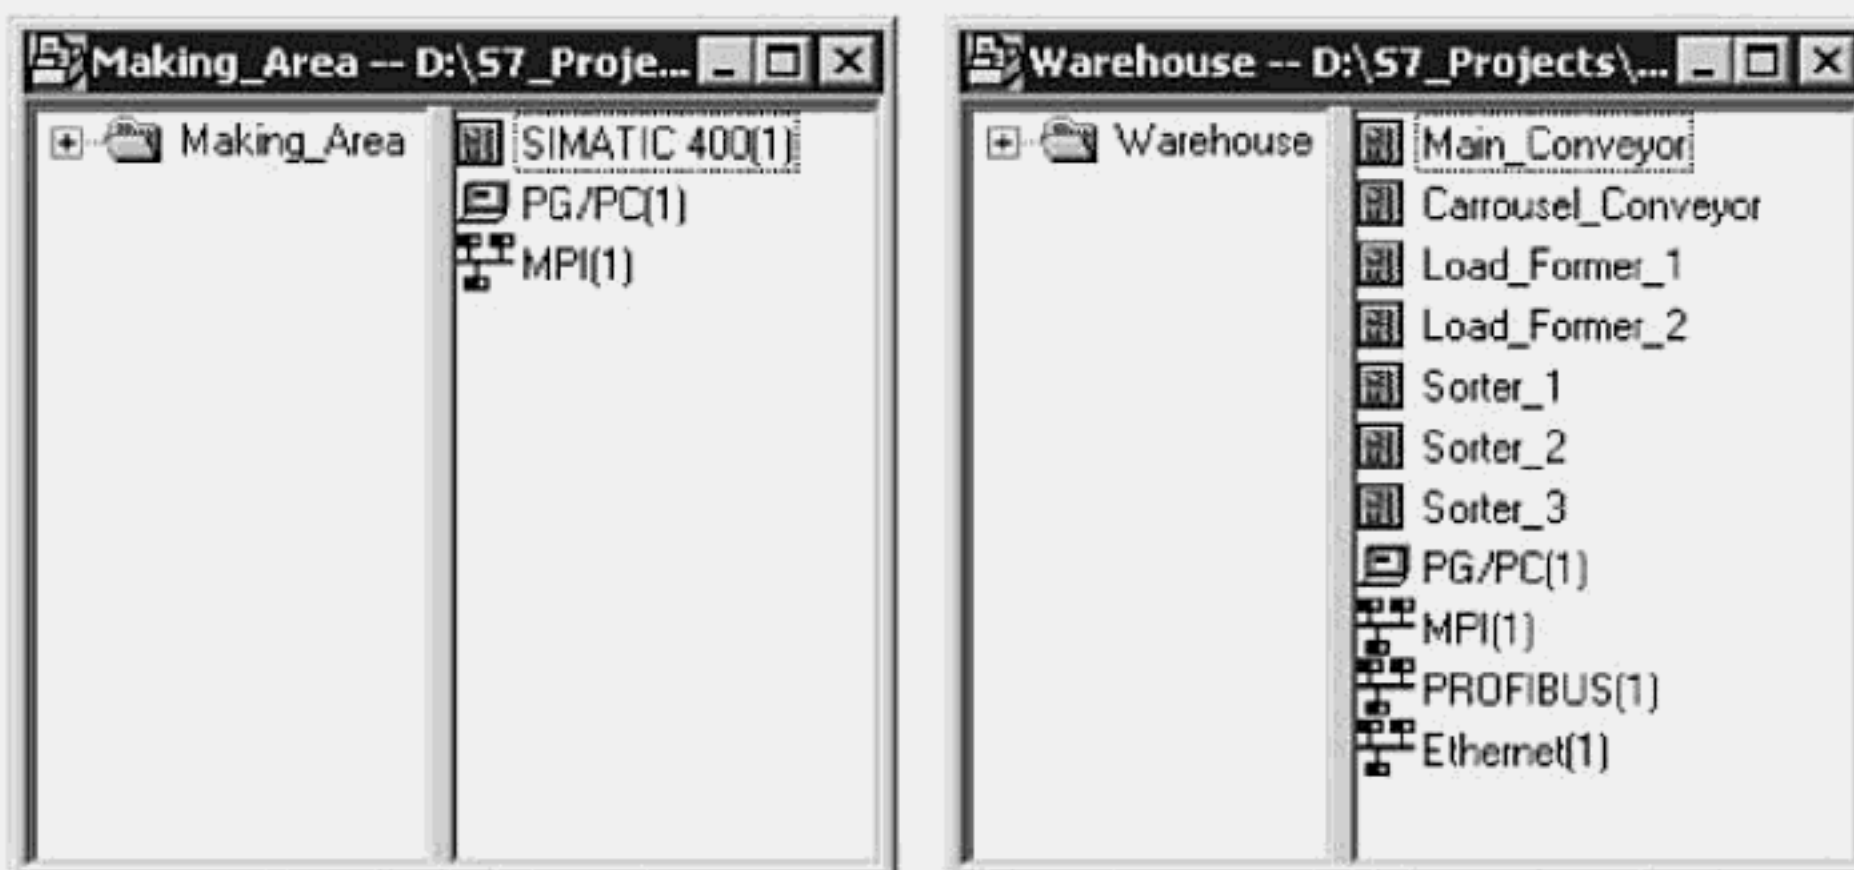 Making_Area -- D:\S7_Proje...
Making_Area
SIMATIC 400(1)
PG/PC(1)
MPI(1)
Warehouse -- D:\S7_Projects\...
Warehouse
Main_Conveyor
Carrousel_Conveyor
Load_Former_1
Load_Former_2
Sorter_1
Sorter_2
Sorter_3
PG/PC(1)
MPI(1)
PROFIBUS(1)
Ethernet(1)